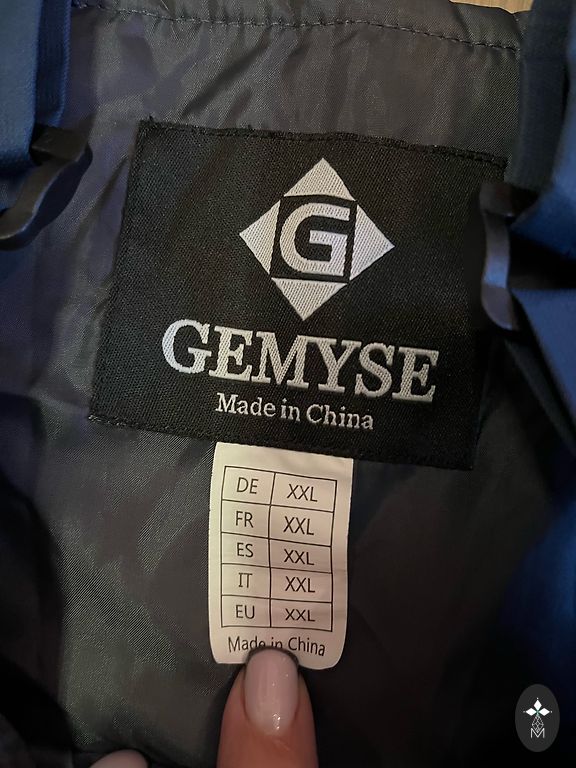 G
GEMYSE
Made in China
DE XXL
FR XXL
ES XXL
IT XXL
EU XXL
Made in China
M